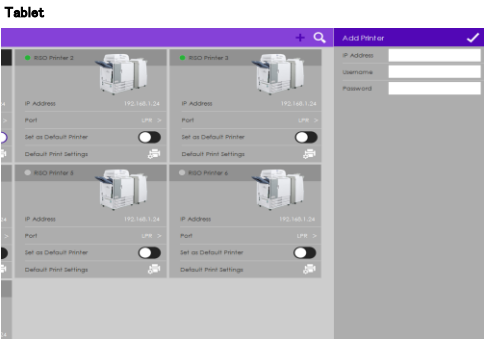 Tablet
Add Printer
RISO Printer 2
RISO Printer 3
IP Address
Username
Password
IP Address 192.168.1.24
IP Address 192.168.1.24
Port LPR >
Port LPR >
Set as Default Printer
Set as Default Printer
Default Print Settings
Default Print Settings
RISO Printer 5
RISO Printer 6
IP Address 192.168.1.24
IP Address 192.168.1.24
Port LPR >
Port LPR >
Set as Default Printer
Set as Default Printer
Default Print Settings
Default Print Settings